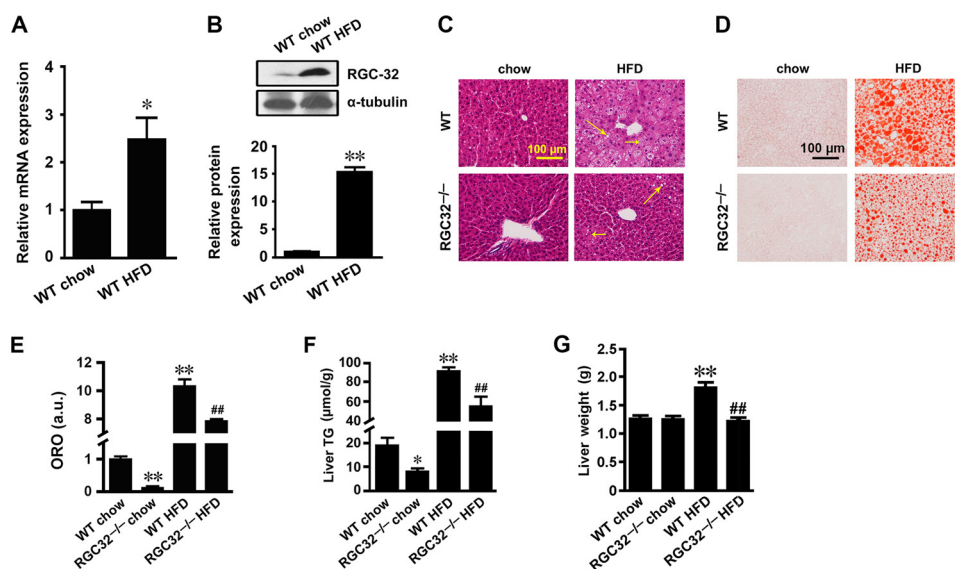 A
Relative mRNA expression
4
3
2
1
0
*
WT chow
WT HFD
B
WT chow
WT HFD
RGC-32
α-tubulin
Relative protein
expression
20
15
10
5
0
**
WT chow
WT HFD
C
chow
HFD
WT
100 μm
RGC32−/−
D
chow
HFD
WT
100 μm
RGC32−/−
E
ORO (a.u.)
12
10
8
1
0
**
**
##
WT chow
RGC32−/− chow
WT HFD
RGC32−/− HFD
F
Liver TG (μmol/g)
100
80
60
40
20
10
0
*
**
##
WT chow
RGC32−/− chow
WT HFD
RGC32−/− HFD
G
Liver weight (g)
2.5
2.0
1.5
1.0
0.5
0
**
##
WT chow
RGC32−/− chow
WT HFD
RGC32−/− HFD